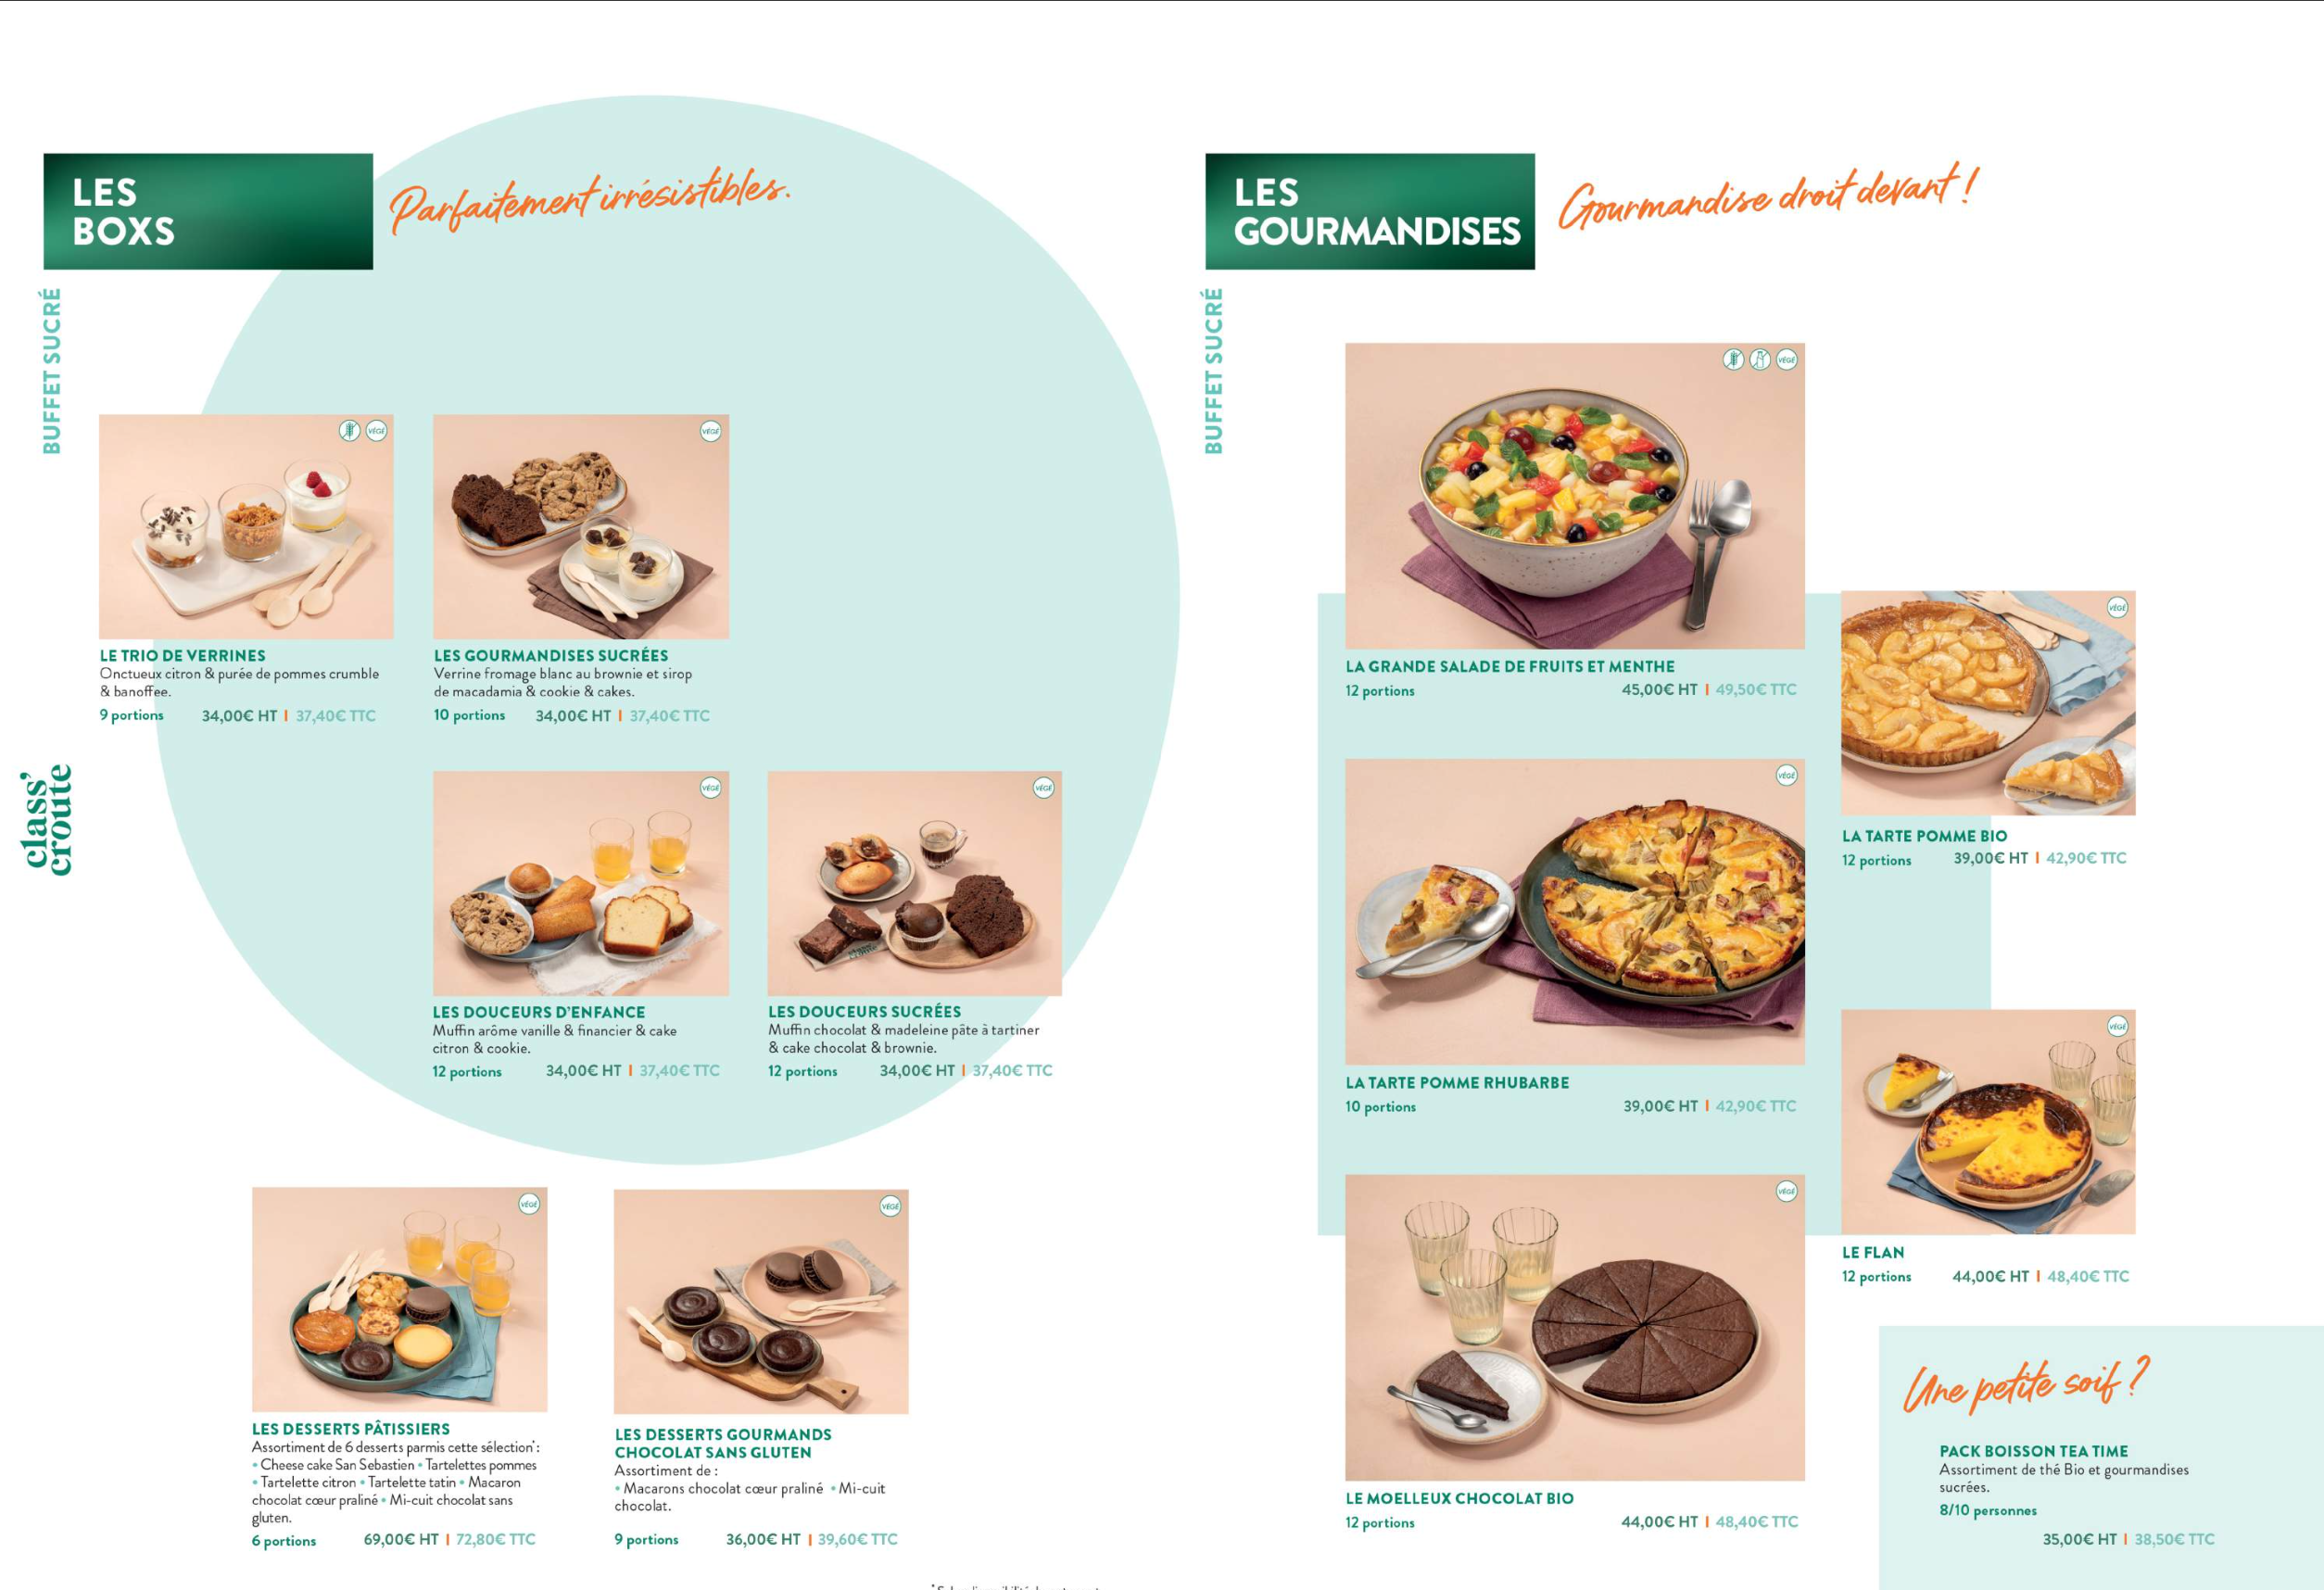 LES
BOXS
Parfaitement irrésistibles.
BUFFET SUCRÉ
VÉGÉ
LE TRIO DE VERRINES
Onctueux citron & purée de pommes crumble
& banoffee.
9 portions 34,00€ HT | 37,40€ TTC
VÉGÉ
LES GOURMANDISES SUCRÉES
Verrine fromage blanc au brownie et sirop
de macadamia & cookie & cakes.
10 portions 34,00€ HT | 37,40€ TTC
class'
croute
VÉGÉ
LES DOUCEURS D'ENFANCE
Muffin arôme vanille & financier & cake
citron & cookie.
12 portions 34,00€ HT | 37,40€ TTC
VÉGÉ
LES DOUCEURS SUCRÉES
Muffin chocolat & madeleine pâte à tartiner
& cake chocolat & brownie.
12 portions 34,00€ HT | 37,40€ TTC
VÉGÉ
LES DESSERTS PÂTISSIERS
Assortiment de 6 desserts parmis cette sélection* :
• Cheese cake San Sebastien • Tartelettes pommes
• Tartelette citron • Tartelette tatin • Macaron
chocolat cœur praliné • Mi-cuit chocolat sans
gluten.
6 portions 69,00€ HT | 72,80€ TTC
VÉGÉ
LES DESSERTS GOURMANDS
CHOCOLAT SANS GLUTEN
Assortiment de :
• Macarons chocolat cœur praliné • Mi-cuit
chocolat.
9 portions 36,00€ HT | 39,60€ TTC
LES
GOURMANDISES
Gourmandise droit devant !
BUFFET SUCRÉ
VÉGÉ
LA GRANDE SALADE DE FRUITS ET MENTHE
12 portions 45,00€ HT | 49,50€ TTC
VÉGÉ
LA TARTE POMME BIO
12 portions 39,00€ HT | 42,90€ TTC
VÉGÉ
LA TARTE POMME RHUBARBE
10 portions 39,00€ HT | 42,90€ TTC
VÉGÉ
LE FLAN
12 portions 44,00€ HT | 48,40€ TTC
VÉGÉ
LE MOELLEUX CHOCOLAT BIO
12 portions 44,00€ HT | 48,40€ TTC
Une petite soif ?
PACK BOISSON TEA TIME
Assortiment de thé Bio et gourmandises
sucrées.
8/10 personnes
35,00€ HT | 38,50€ TTC